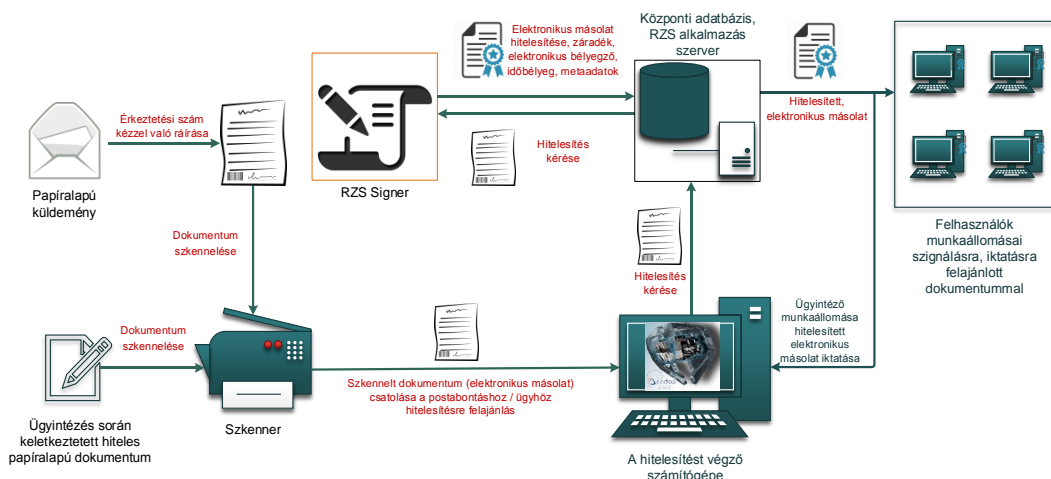 Elektronikus másolat
hitelesítése, záradék,
elektronikus bélyegző,
időbélyeg, metaadatok
Központi adatbázis,
RZS alkalmazás
szerver
Érkeztetési szám
kézzel való ráírása
Hitelesített,
elektronikus másolat
Hitelesítés
kérése
Papíralapú
küldemény
RZS Signer
Felhasználók
munkaállomásai
szignálásra, iktatásra
felajánlott
dokumentummal
Dokumentum
szkennelése
Hitelesítés
kérése
Ügyintéző
munkaállomása
hitelesített
elektronikus
másolat iktatása
Dokumentum
szkennelése
Szkennelt dokumentum (elektronikus másolat)
csatolása a postabontáshoz / ügyhöz
hitelesítésre felajánlás
Szkenner
Ügyintézés során
keletkeztetett hiteles
papíralapú dokumentum
A hitelesítést végző
számítógépe